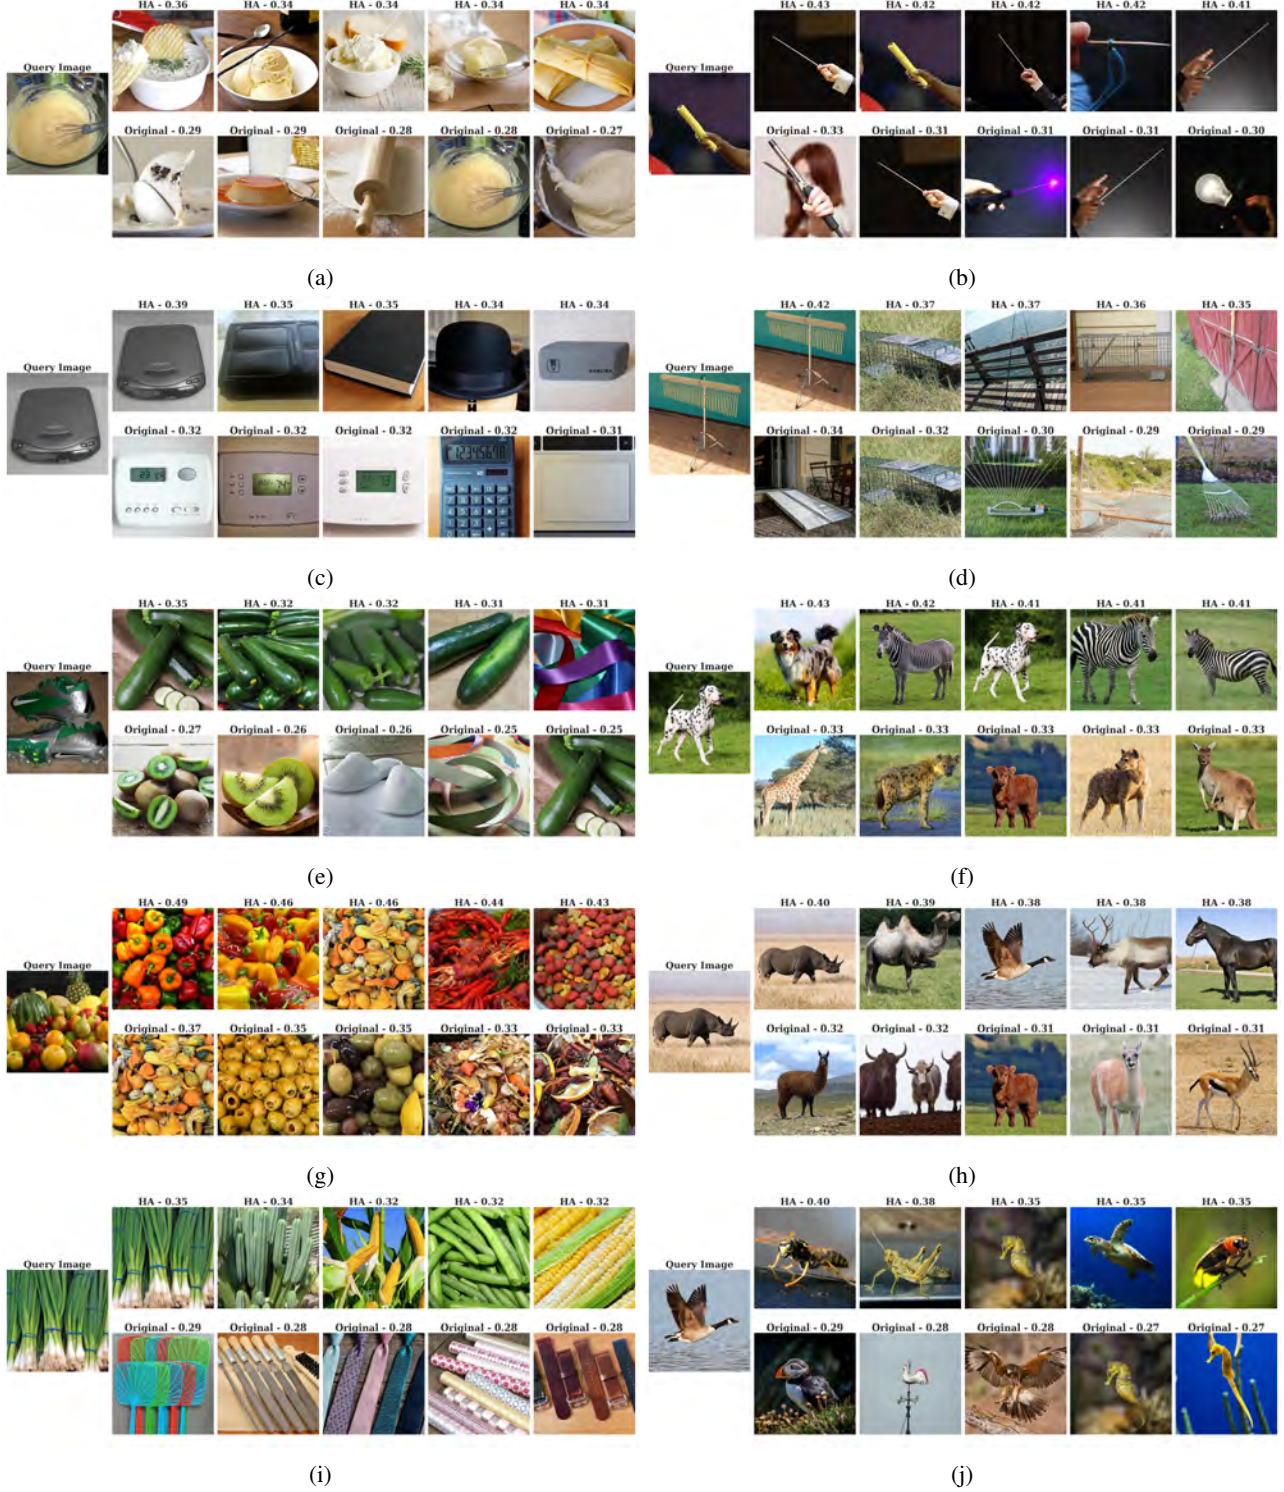 HA - 0.36 HA - 0.34 HA - 0.34 HA - 0.34 HA - 0.34
Query Image
Original - 0.29 Original - 0.29 Original - 0.28 Original - 0.28 Original - 0.27
(a)
HA - 0.43 HA - 0.42 HA - 0.42 HA - 0.42 HA - 0.41
Query Image
Original - 0.33 Original - 0.31 Original - 0.31 Original - 0.31 Original - 0.30
(b)
HA - 0.39 HA - 0.35 HA - 0.35 HA - 0.34 HA - 0.34
Query Image
Original - 0.32 Original - 0.32 Original - 0.32 Original - 0.32 Original - 0.31
(c)
HA - 0.42 HA - 0.37 HA - 0.37 HA - 0.36 HA - 0.35
Query Image
Original - 0.34 Original - 0.32 Original - 0.30 Original - 0.29 Original - 0.29
(d)
HA - 0.35 HA - 0.32 HA - 0.32 HA - 0.31 HA - 0.31
Query Image
Original - 0.27 Original - 0.26 Original - 0.26 Original - 0.25 Original - 0.25
(e)
HA - 0.43 HA - 0.42 HA - 0.41 HA - 0.41 HA - 0.41
Query Image
Original - 0.33 Original - 0.33 Original - 0.33 Original - 0.33 Original - 0.33
(f)
HA - 0.49 HA - 0.46 HA - 0.46 HA - 0.44 HA - 0.43
Query Image
Original - 0.37 Original - 0.35 Original - 0.35 Original - 0.33 Original - 0.33
(g)
HA - 0.40 HA - 0.39 HA - 0.38 HA - 0.38 HA - 0.38
Query Image
Original - 0.32 Original - 0.32 Original - 0.31 Original - 0.31 Original - 0.31
(h)
HA - 0.35 HA - 0.34 HA - 0.32 HA - 0.32 HA - 0.32
Query Image
Original - 0.29 Original - 0.28 Original - 0.28 Original - 0.28 Original - 0.28
(i)
HA - 0.40 HA - 0.38 HA - 0.35 HA - 0.35 HA - 0.35
Query Image
Original - 0.29 Original - 0.28 Original - 0.28 Original - 0.27 Original - 0.27
(j)